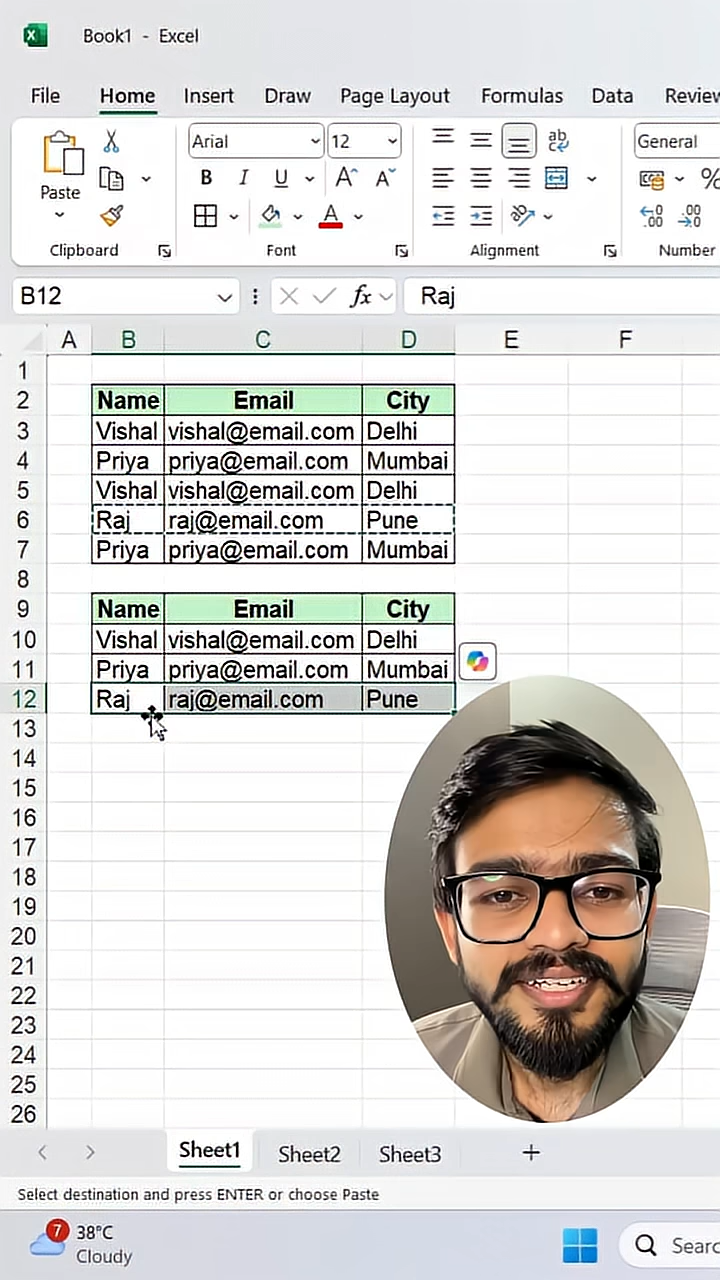 Book1 - Excel
File Home Insert Draw Page Layout Formulas Data Review
Arial 12 ab General
Paste B I U A A %
A .00
Clipboard Font Alignment Number
B12 fx Raj
A B C D E F
1
2 Name Email City
3 Vishal vishal@email.com Delhi
4 Priya priya@email.com Mumbai
5 Vishal vishal@email.com Delhi
6 Raj raj@email.com Pune
7 Priya priya@email.com Mumbai
8
9 Name Email City
10 Vishal vishal@email.com Delhi
11 Priya priya@email.com Mumbai
12 Raj raj@email.com Pune
13
14
15
16
17
18
19
20
21
22
23
24
25
26
Sheet1 Sheet2 Sheet3 +
Select destination and press ENTER or choose Paste
7 38°C
Cloudy Searc